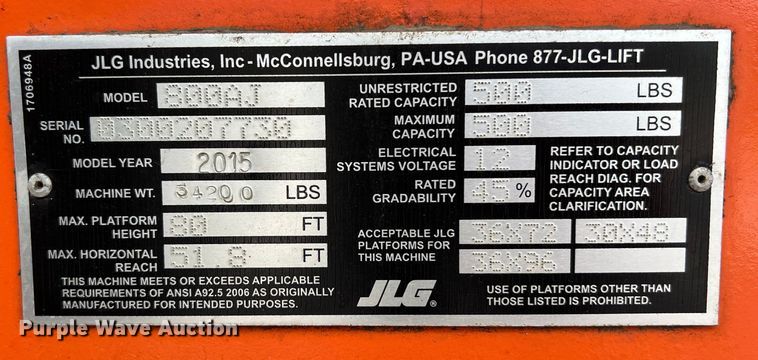 JLG Industries, Inc - McConnellsburg, PA-USA Phone 877-JLG-LIFT
1706948A
MODEL 800AJ
SERIAL NO. 0300207730
MODEL YEAR 2015
MACHINE WT. 34200 LBS
MAX. PLATFORM HEIGHT 80 FT
MAX. HORIZONTAL REACH 51.8 FT
THIS MACHINE MEETS OR EXCEEDS APPLICABLE
REQUIREMENTS OF ANSI A92.5 2006 AS ORIGINALLY
MANUFACTURED FOR INTENDED PURPOSES.
UNRESTRICTED RATED CAPACITY 500 LBS
MAXIMUM CAPACITY 500 LBS
ELECTRICAL SYSTEMS VOLTAGE 12
RATED GRADABILITY 45 %
REFER TO CAPACITY
INDICATOR OR LOAD
REACH DIAG. FOR
CAPACITY AREA
CLARIFICATION.
ACCEPTABLE JLG
PLATFORMS FOR
THIS MACHINE
36X72 30X48
36X96
JLG®
USE OF PLATFORMS OTHER THAN
THOSE LISTED IS PROHIBITED.
Purple Wave Auction